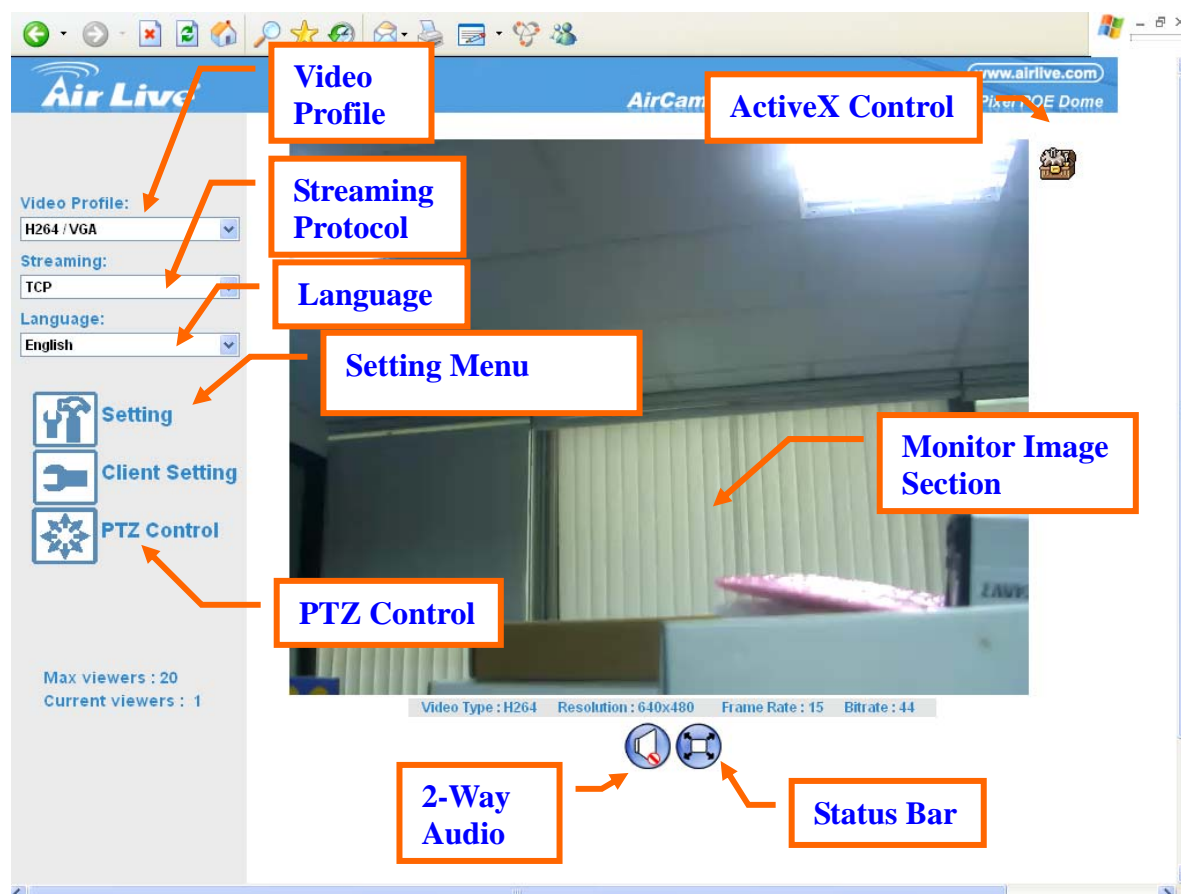 Air Live
www.airlive.com
AirCam
Pixel POE Dome
Video
Profile
ActiveX Control
Streaming
Protocol
Language
Setting Menu
Monitor Image
Section
PTZ Control
2-Way
Audio
Status Bar
Video Profile:
H264 / VGA
Streaming:
TCP
Language:
English
Setting
Client Setting
PTZ Control
Max viewers : 20
Current viewers : 1
Video Type : H264 Resolution : 640x480 Frame Rate : 15 Bitrate : 44